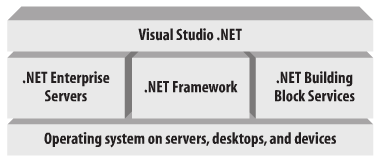 Visual Studio .NET
.NET Enterprise
Servers
.NET Framework
.NET Building
Block Services
Operating system on servers, desktops, and devices